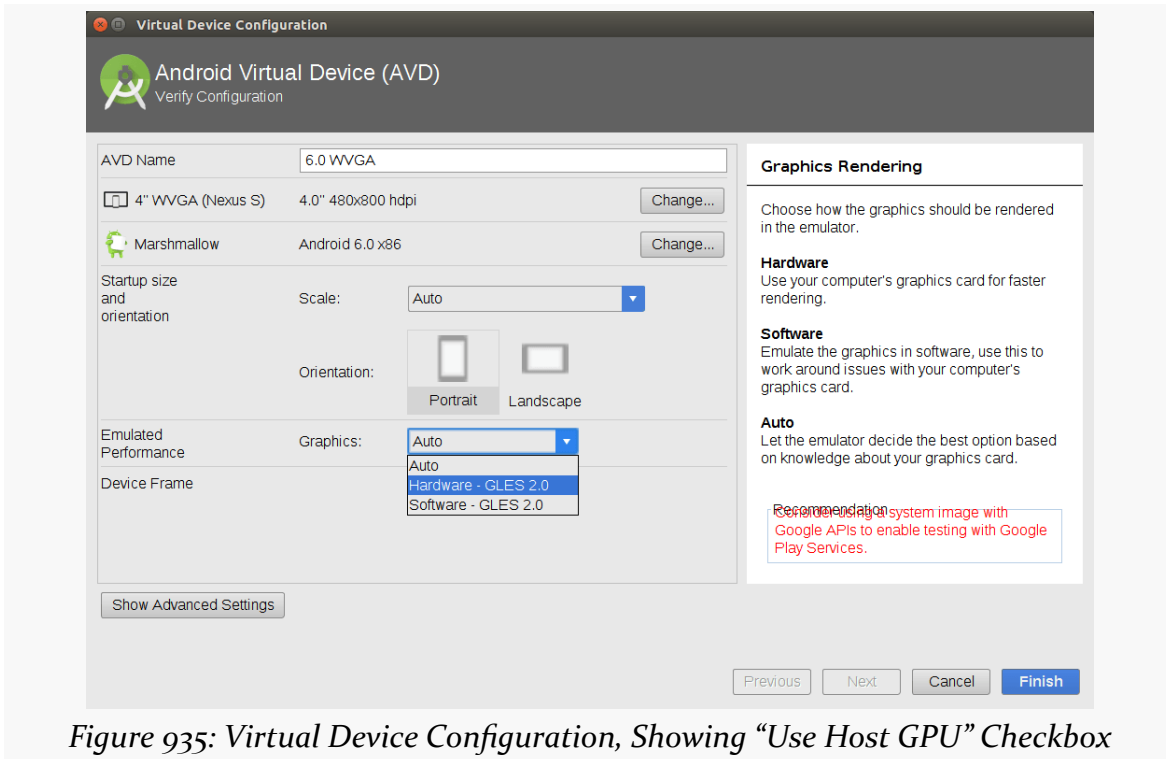 Virtual Device Configuration
Android Virtual Device (AVD)
Verify Configuration
AVD Name
6.0 WVGA
4" WVGA (Nexus S)
4.0" 480x800 hdpi
Change...
Marshmallow
Android 6.0 x86
Change...
Startup size
and
orientation
Scale:
Auto
Orientation:
Portrait
Landscape
Emulated
Performance
Graphics:
Auto
Auto
Hardware - GLES 2.0
Software - GLES 2.0
Device Frame
Show Advanced Settings
Graphics Rendering
Choose how the graphics should be rendered
in the emulator.
Hardware
Use your computer's graphics card for faster
rendering.
Software
Emulate the graphics in software, use this to
work around issues with your computer's
graphics card.
Auto
Let the emulator decide the best option based
on knowledge about your graphics card.
Recommendation
Consider using a system image with
Google APIs to enable testing with Google
Play Services.
Previous
Next
Cancel
Finish
Figure 935: Virtual Device Configuration, Showing “Use Host GPU” Checkbox